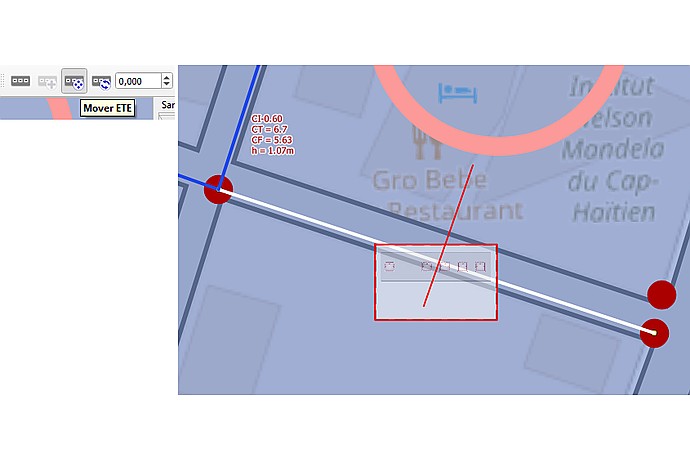 0,000
Mover ETE
Sar
CI-0.60
CT = 6.7
CF = 5.63
h = 1.07m
Gro Bebe
Restaurant
Institut
Nelson
Mandela
du Cap-
Haïtien